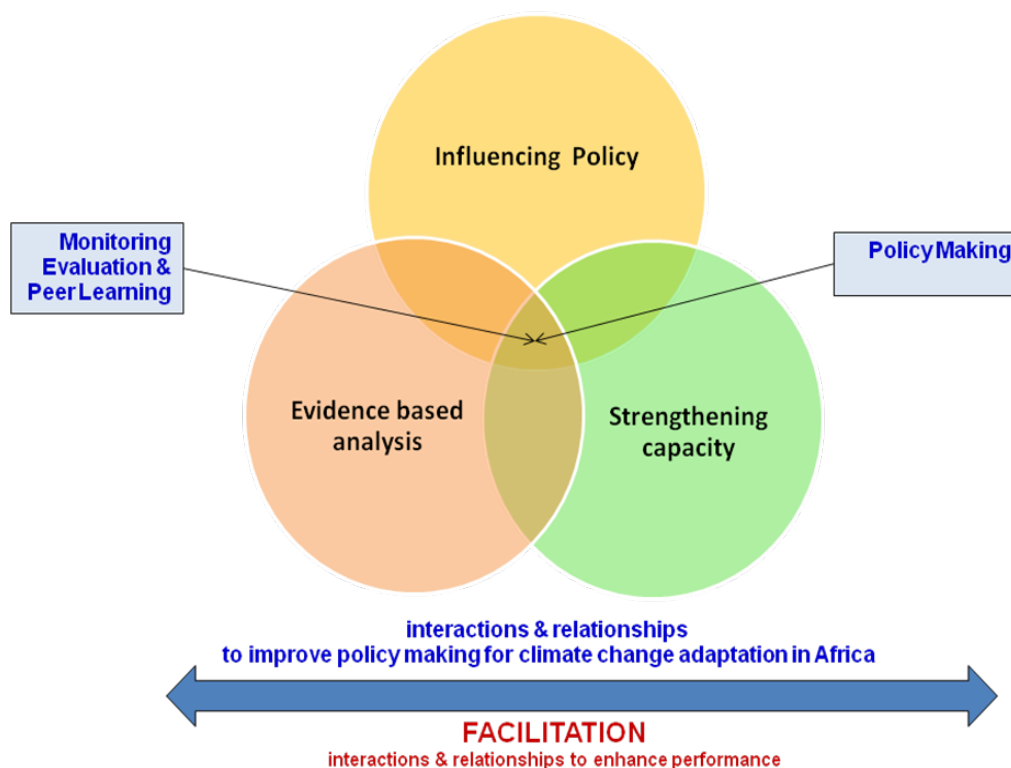 Influencing Policy
Monitoring
Evaluation &
Peer Learning
Policy Making
Evidence based
analysis
Strengthening
capacity
interactions & relationships
to improve policy making for climate change adaptation in Africa
FACILITATION
interactions & relationships to enhance performance